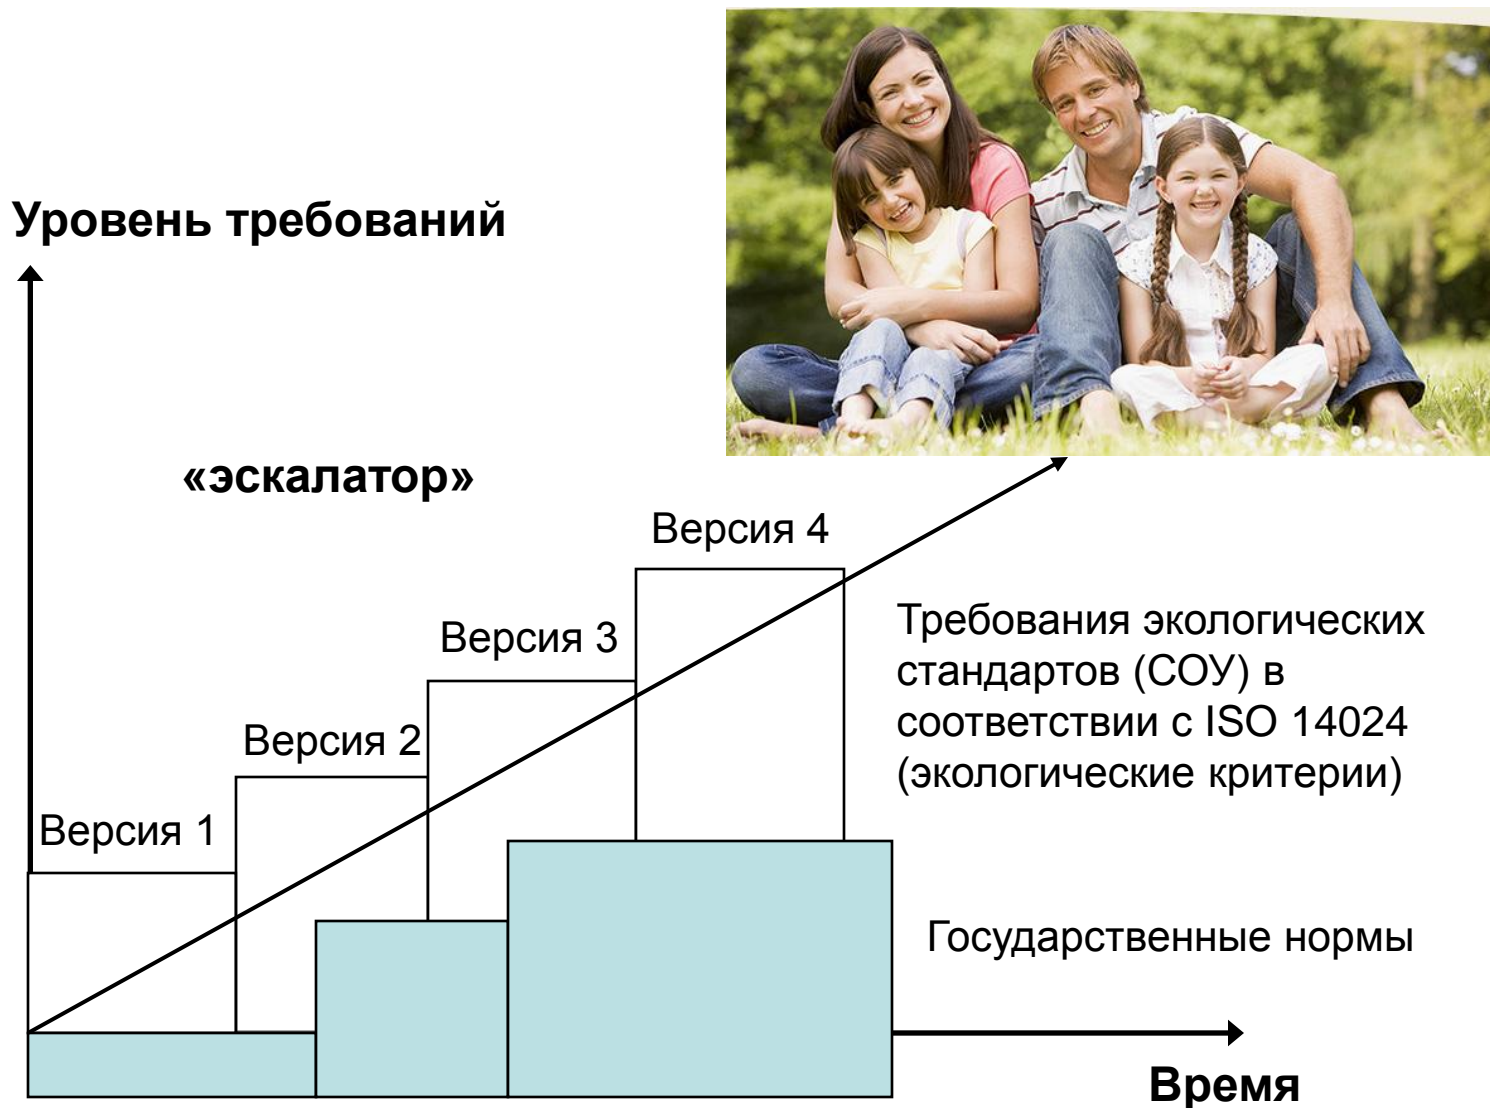 Уровень требований
«эскалатор»
Версия 4
Версия 3
Версия 2
Версия 1
Требования экологических
стандартов (СОУ) в
соответствии с ISO 14024
(экологические критерии)
Государственные нормы
Время